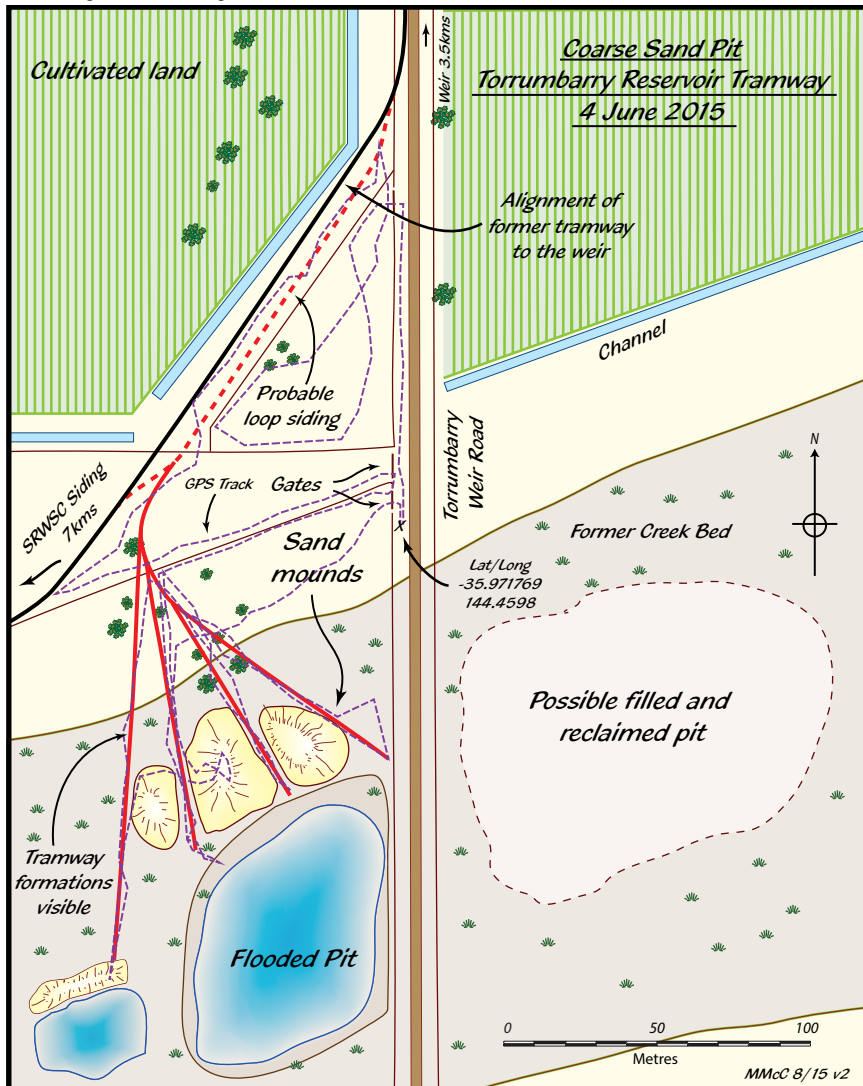 Cultivated land
Weir 3.5kms
Coarse Sand Pit
Torrumbarry Reservoir Tramway
4 June 2015
Alignment of
former tramway
to the weir
Channel
Probable
loop siding
Torrumbarry
Weir Road
SRWSC Siding
7kms
GPS Track
Gates
N
Former Creek Bed
X
Sand
mounds
Lat/Long
-35.971769
144.4598
Possible filled and
reclaimed pit
Tramway
formations
visible
Flooded Pit
0 50 100
Metres
MMcC 8/15 v2